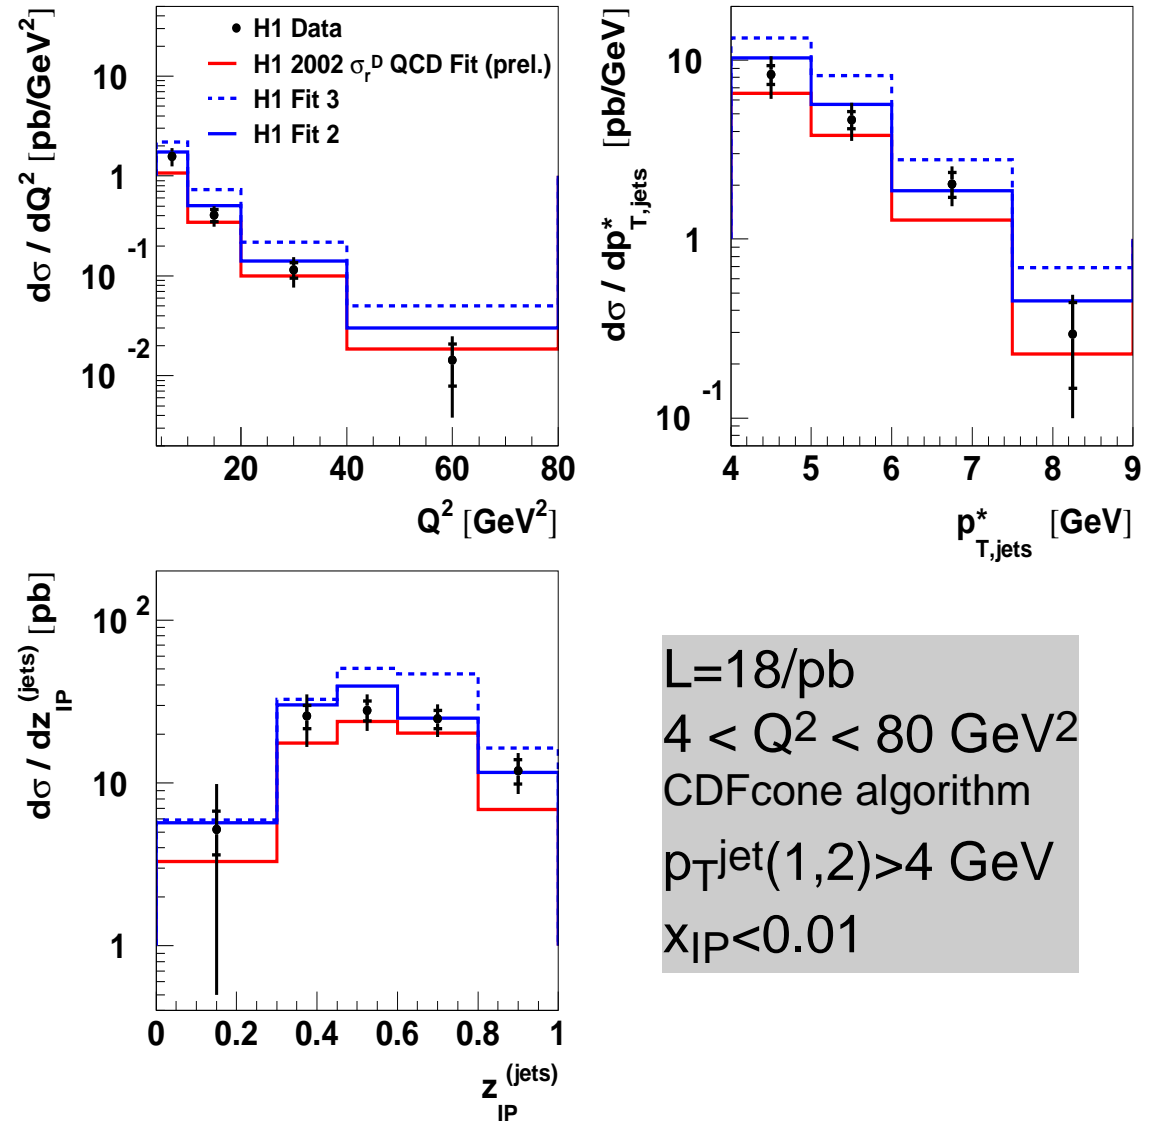 dσ / dQ² [pb/GeV²]
10
1
10⁻¹
10⁻²
H1 Data
H1 2002 σᵣᴰ QCD Fit (prel.)
H1 Fit 3
H1 Fit 2
20 40 60 80
Q² [GeV²]
dσ / dp*T,jets [pb/GeV]
10
1
10⁻¹
4 5 6 7 8 9
p*T,jets [GeV]
dσ / dz_IP^(jets) [pb]
10²
10
1
0 0.2 0.4 0.6 0.8 1
z_IP^(jets)
L=18/pb
4 < Q² < 80 GeV²
CDFcone algorithm
p_T^jet(1,2)>4 GeV
x_IP<0.01